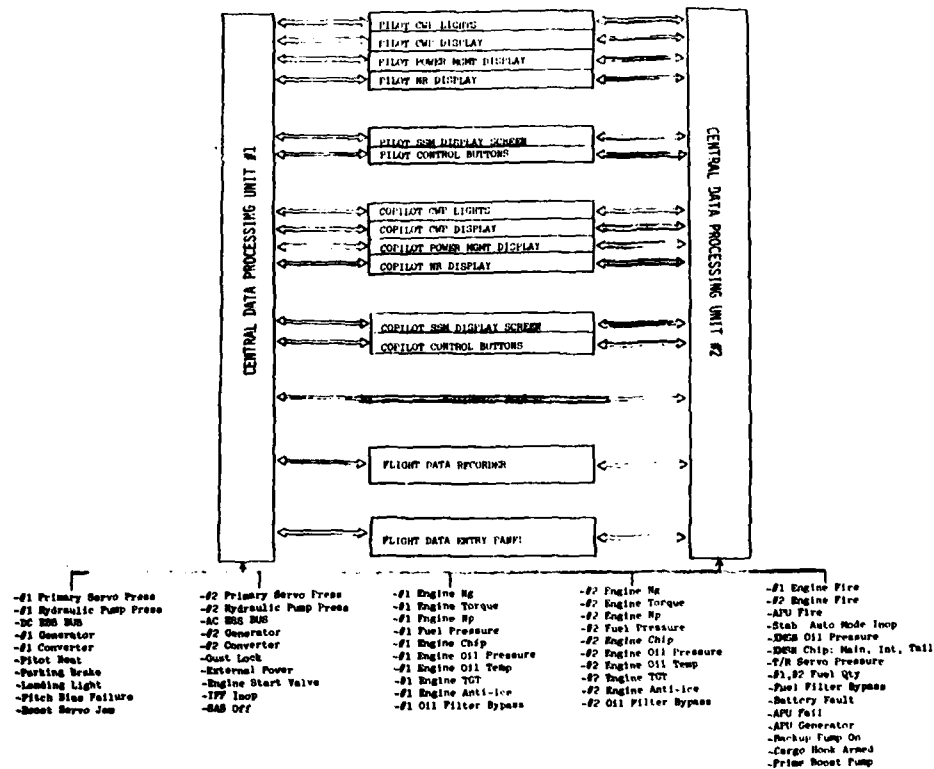 PILOT CWP LIGHTS
PILOT CWP DISPLAY
PILOT POWER MGMT DISPLAY
PILOT NR DISPLAY
PILOT SSM DISPLAY SCREEN
PILOT CONTROL BUTTONS
COPILOT CWP LIGHTS
COPILOT CWP DISPLAY
COPILOT POWER MGMT DISPLAY
COPILOT NR DISPLAY
COPILOT SSM DISPLAY SCREEN
COPILOT CONTROL BUTTONS
FLIGHT DATA RECORDER
FLIGHT DATA ENTRY PANEL
CENTRAL DATA PROCESSING UNIT #1
CENTRAL DATA PROCESSING UNIT #2
-#1 Primary Servo Press
-#1 Hydraulic Pump Press
-DC ESS BUS
-#1 Generator
-#1 Converter
-Pitot Heat
-Parking Brake
-Landing Light
-Pitch Bias Failure
-Boost Servo Jam
-#2 Primary Servo Press
-#2 Hydraulic Pump Press
-AC ESS BUS
-#2 Generator
-#2 Converter
-Gust Lock
-External Power
-Engine Start Valve
-IFF Inop
-SAS Off
-#1 Engine Ng
-#1 Engine Torque
-#1 Engine Np
-#1 Fuel Pressure
-#1 Engine Chip
-#1 Engine Oil Pressure
-#1 Engine Oil Temp
-#1 Engine TGT
-#1 Engine Anti-ice
-#1 Oil Filter Bypass
-#2 Engine Ng
-#2 Engine Torque
-#2 Engine Np
-#2 Fuel Pressure
-#2 Engine Chip
-#2 Engine Oil Pressure
-#2 Engine Oil Temp
-#2 Engine TGT
-#2 Engine Anti-ice
-#2 Oil Filter Bypass
-#1 Engine Fire
-#2 Engine Fire
-APU Fire
-Stab Auto Mode Inop
-XMSN Oil Pressure
-XMSN Chip: Main, Int, Tail
-T/R Servo Pressure
-#1,#2 Fuel Qty
-Fuel Filter Bypass
-Battery Fault
-APU Fail
-APU Generator
-Backup Pump On
-Cargo Hook Armed
-Prime Boost Pump